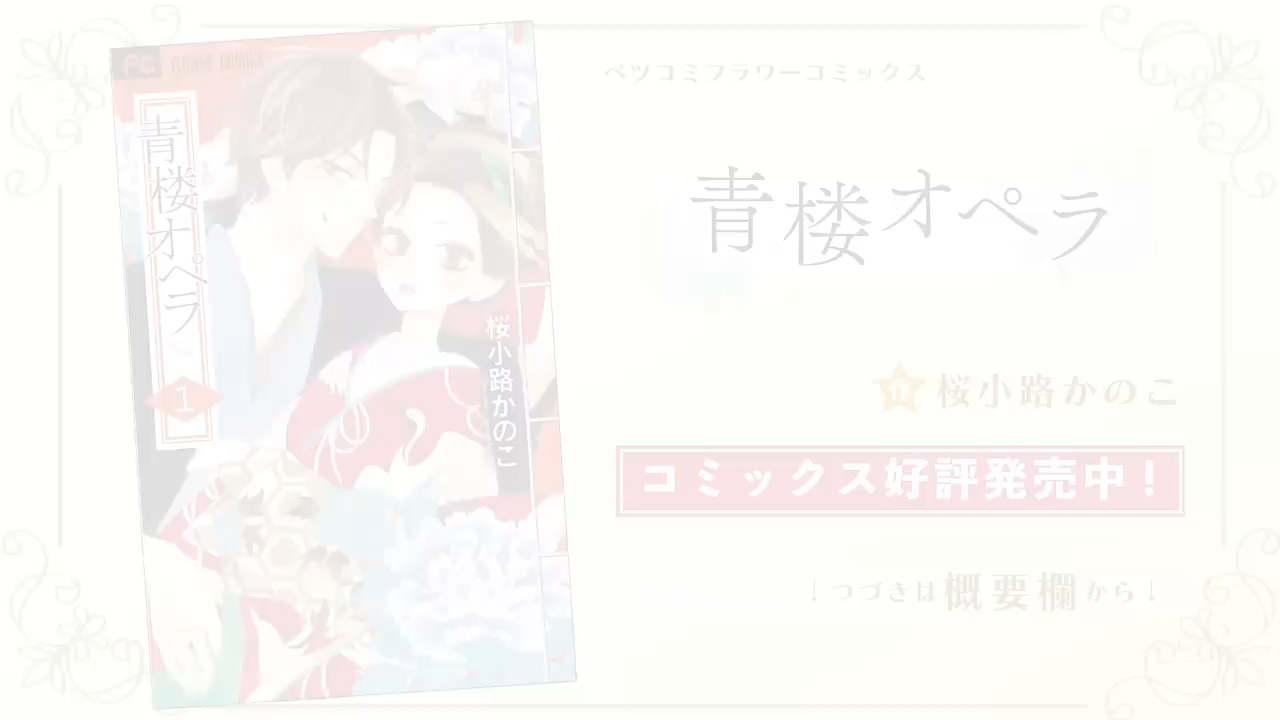 FC
青楼オペラ
1
桜小路かのこ
ベツコミフラワーコミックス
青楼オペラ
桜小路かのこ
コミックス好評発売中！
↓つづきは概要欄から↓